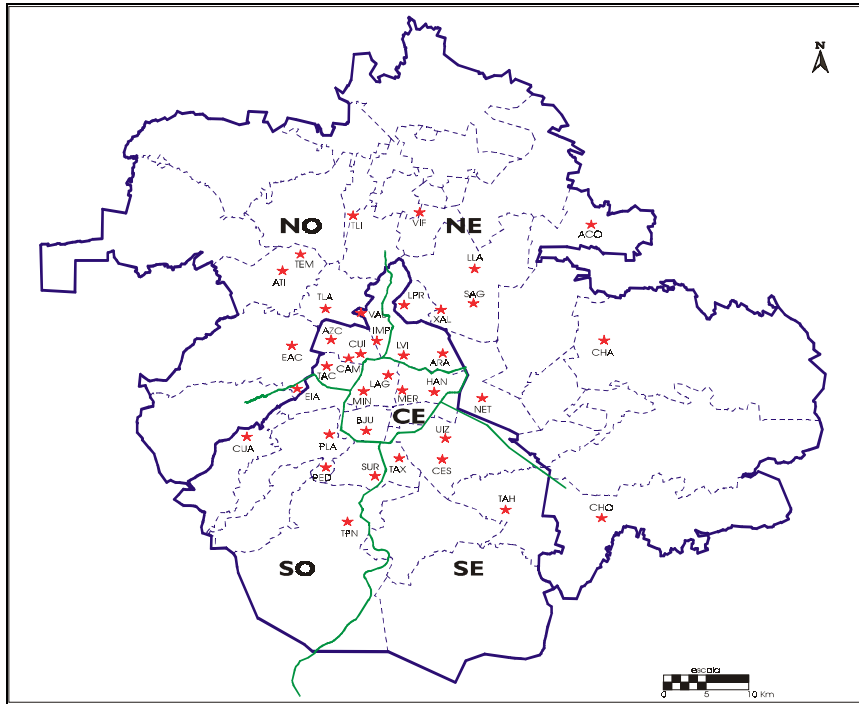 N
TLI
VIF
NO
NE
ACO
TEM
LLA
ATI
TLA
LPR
SAG
VAL
XAL
AZC
IMP
EAC
CUI
LVI
ARA
CHA
CAM
TAC
LAG
HAN
EIA
MIN
MER
NET
CE
BJU
UIZ
CUA
PLA
TAX
CES
PED
SUR
TAH
CHO
TPN
SO
SE
escala
0 5 10 Km